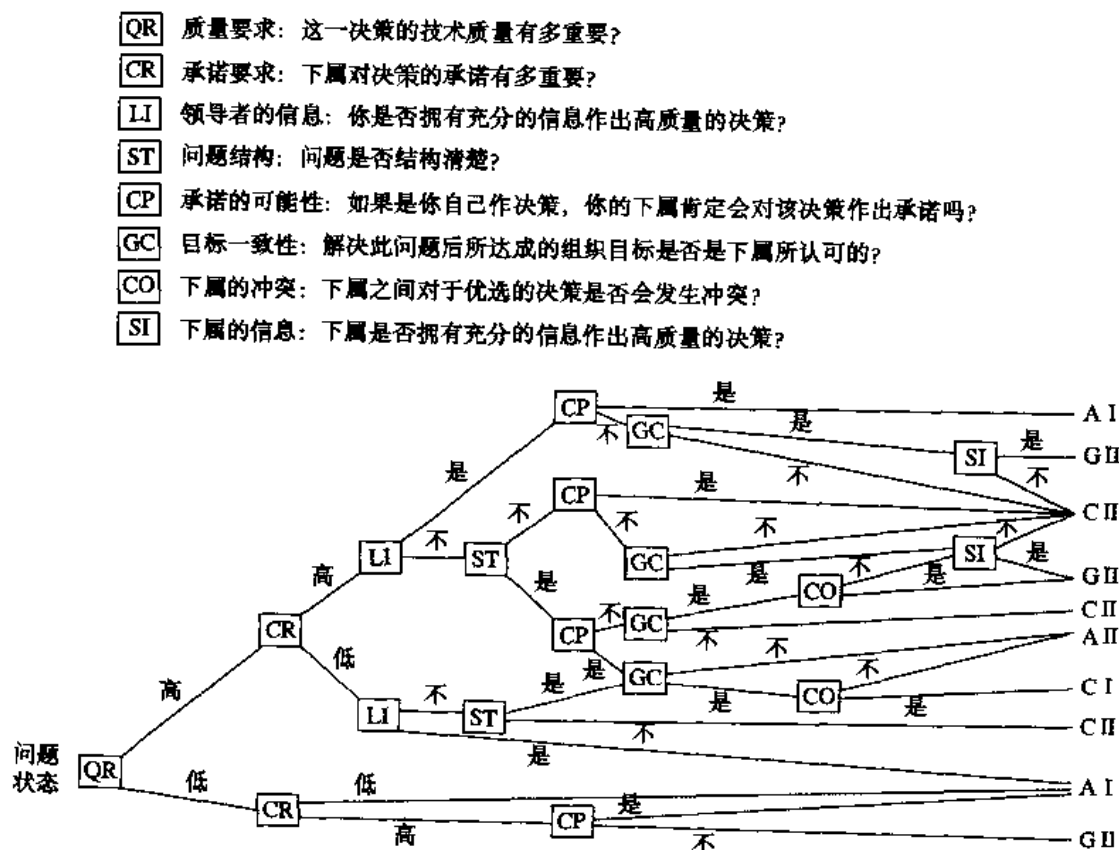 QR 质量要求：这一决策的技术质量有多重要?
CR 承诺要求：下属对决策的承诺有多重要?
LI 领导者的信息：你是否拥有充分的信息作出高质量的决策?
ST 问题结构：问题是否结构清楚?
CP 承诺的可能性：如果是你自己作决策，你的下属肯定会对该决策作出承诺吗?
GC 目标一致性：解决此问题后所达成的组织目标是否是下属所认可的?
CO 下属的冲突：下属之间对于优选的决策是否会发生冲突?
SI 下属的信息：下属是否拥有充分的信息作出高质量的决策?
CP 是 AⅠ
不 GC 是 SI 是 GⅡ
是 不 不
不 CP 是 CⅡ
LI 不 ST 不 不 不
GC 是 SI 是
高 是 不 是 GⅡ
CO
CR 不 GC 是 CⅡ
CP 不 不 AⅡ
低 是 GC 不
高 不 是 是 CO 是 CⅠ
LI ST 不 CⅡ
问题
状态 QR 是
低 低 AⅠ
CR 是
高 CP 不 GⅡ